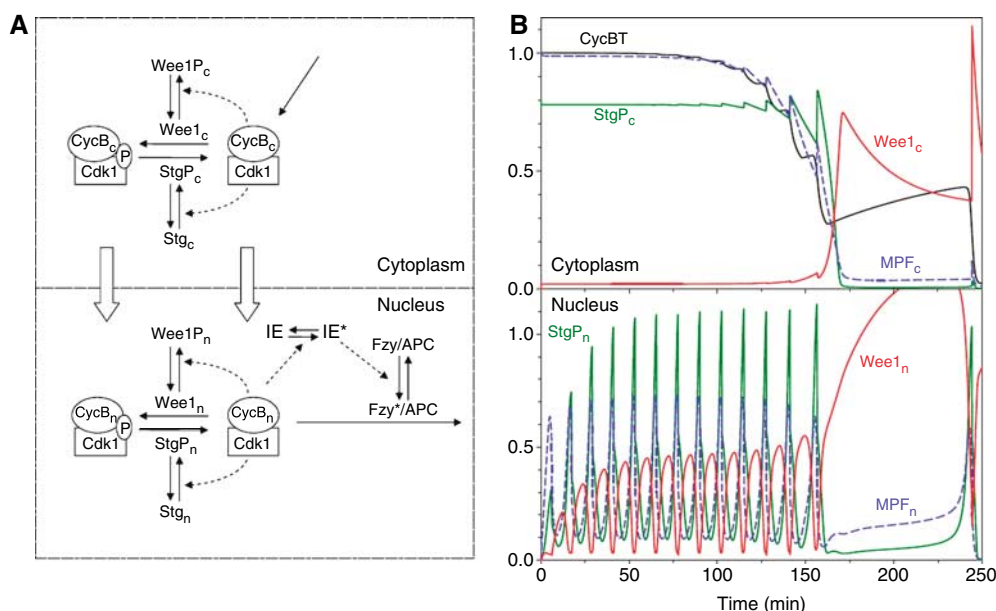 A
Wee1Pc
Wee1c
CycBc
P
Cdk1
StgPc
Stgc
CycBc
Cdk1
Cytoplasm
Nucleus
Wee1Pn
Wee1n
CycBn
P
Cdk1
StgPn
Stgn
CycBn
Cdk1
IE
IE*
Fzy/APC
Fzy*/APC
B
CycBT
1.0
StgPc
Wee1c
0.5
MPFc
Cytoplasm
0.0
Nucleus
StgPn
1.0
Wee1n
0.5
MPFn
0.0
0 50 100 150 200 250
Time (min)